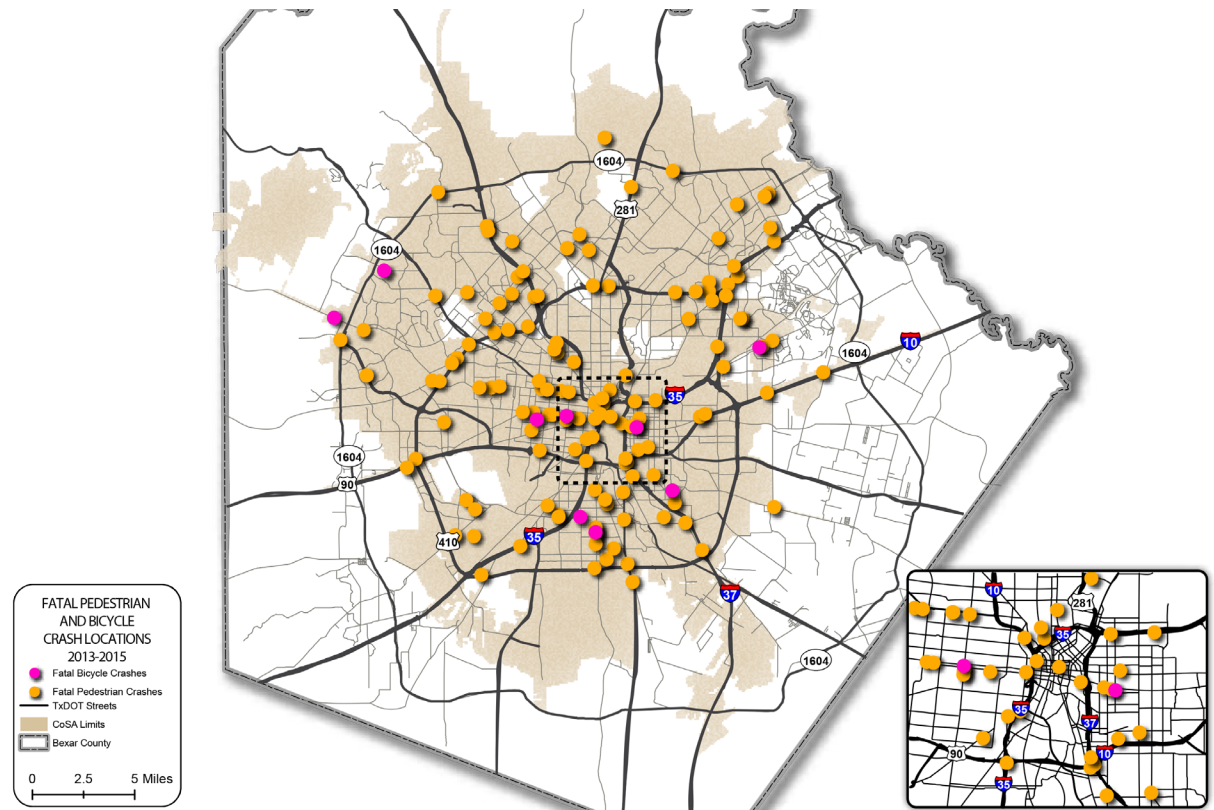 1604
281
1604
10
1604
35
1604
90
410
35
37
1604
FATAL PEDESTRIAN
AND BICYCLE
CRASH LOCATIONS
2013-2015
Fatal Bicycle Crashes
Fatal Pedestrian Crashes
TxDOT Streets
CoSA Limits
Bexar County
0 2.5 5 Miles
10
281
35
35
37
90
10
35